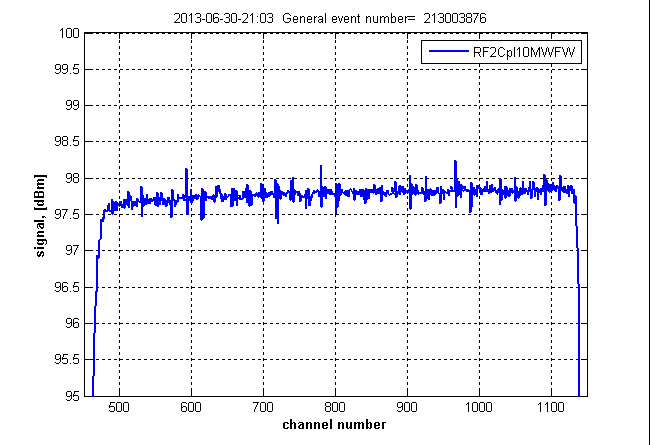 2013-06-30-21:03 General event number= 213003876
RF2Cpl10MWFW
100
99.5
99
98.5
98
97.5
97
96.5
96
95.5
95
signal, [dBm]
500 600 700 800 900 1000 1100
channel number